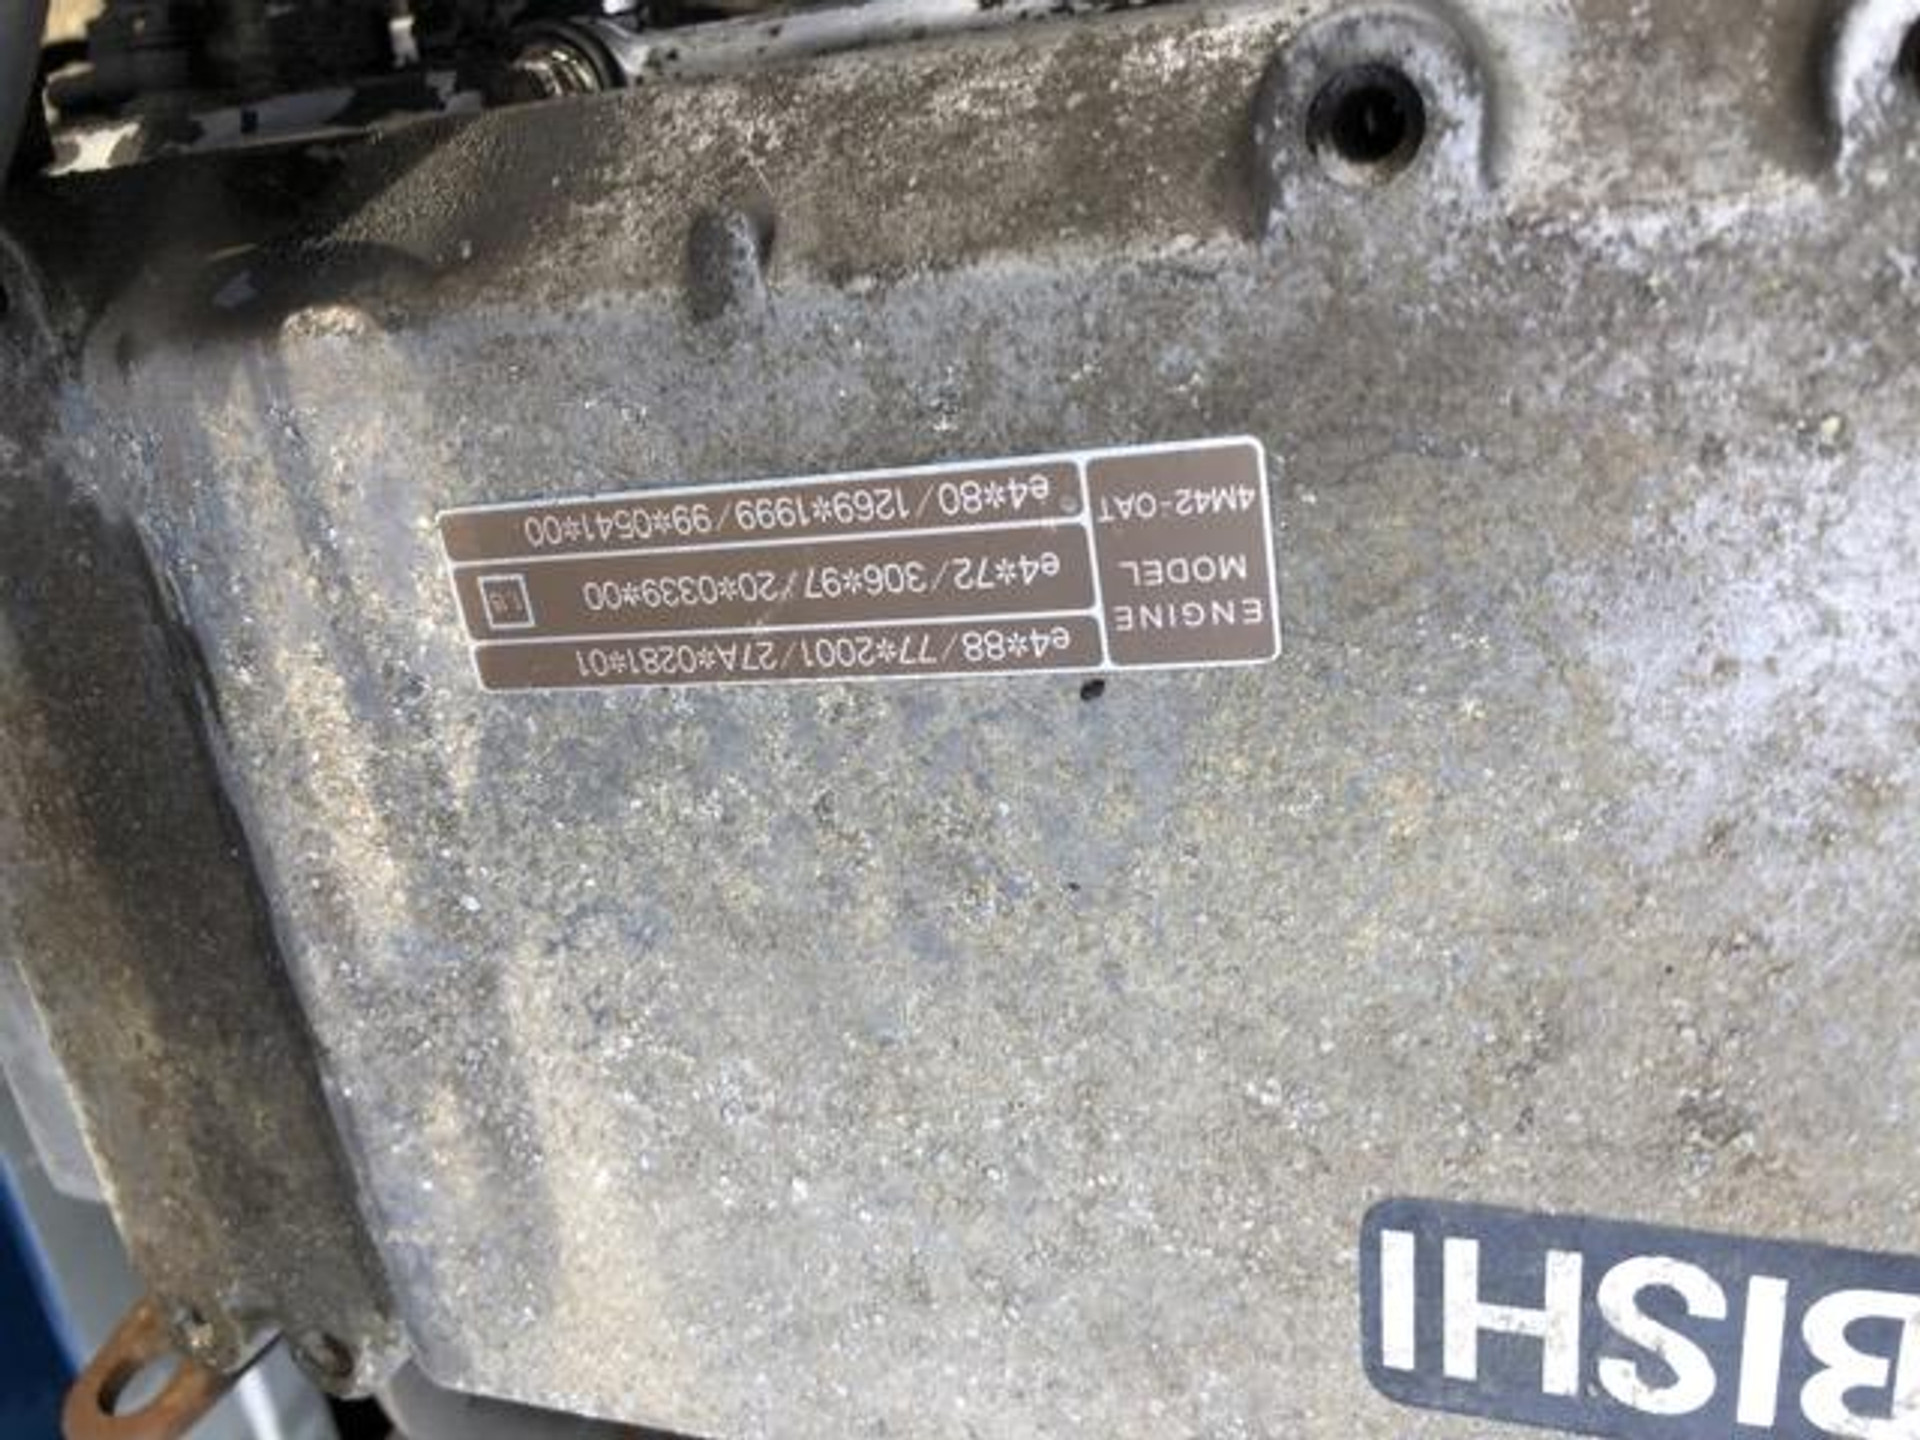 BISHI
ENGINE
MODEL
4M42-0AT
e4*88/77*2001/27A*0281*01
e4*72/306*97/20*0339*00
e4*80/1269*1999/99*0541*00